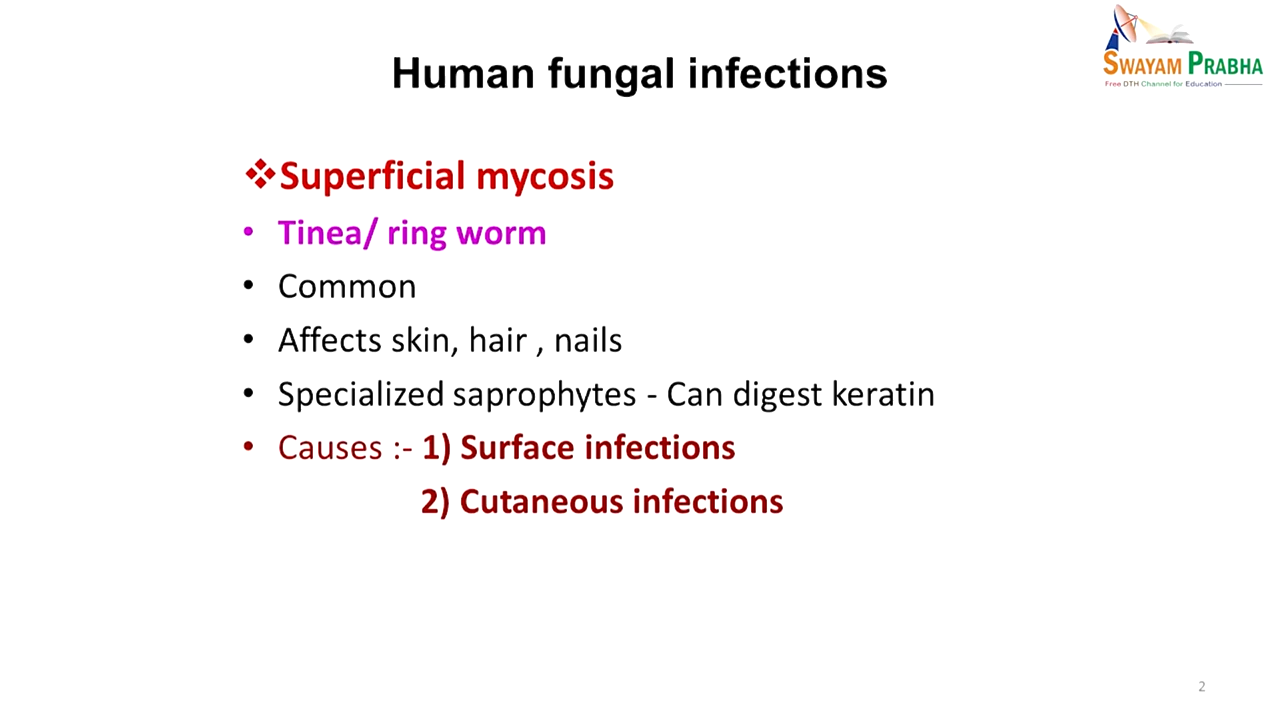 Human fungal infections
SWAYAM PRABHA
Free DTH Channel for Education
❖Superficial mycosis
• Tinea/ ring worm
• Common
• Affects skin, hair , nails
• Specialized saprophytes - Can digest keratin
• Causes :- 1) Surface infections
2) Cutaneous infections
2